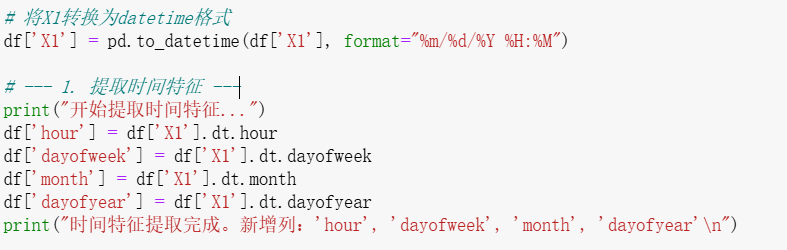 # 将X1转换为datetime格式
df['X1'] = pd.to_datetime(df['X1'], format="%m/%d/%Y %H:%M")
# --- 1. 提取时间特征 ---
print("开始提取时间特征...")
df['hour'] = df['X1'].dt.hour
df['dayofweek'] = df['X1'].dt.dayofweek
df['month'] = df['X1'].dt.month
df['dayofyear'] = df['X1'].dt.dayofyear
print("时间特征提取完成。新增列: 'hour', 'dayofweek', 'month', 'dayofyear'\n")